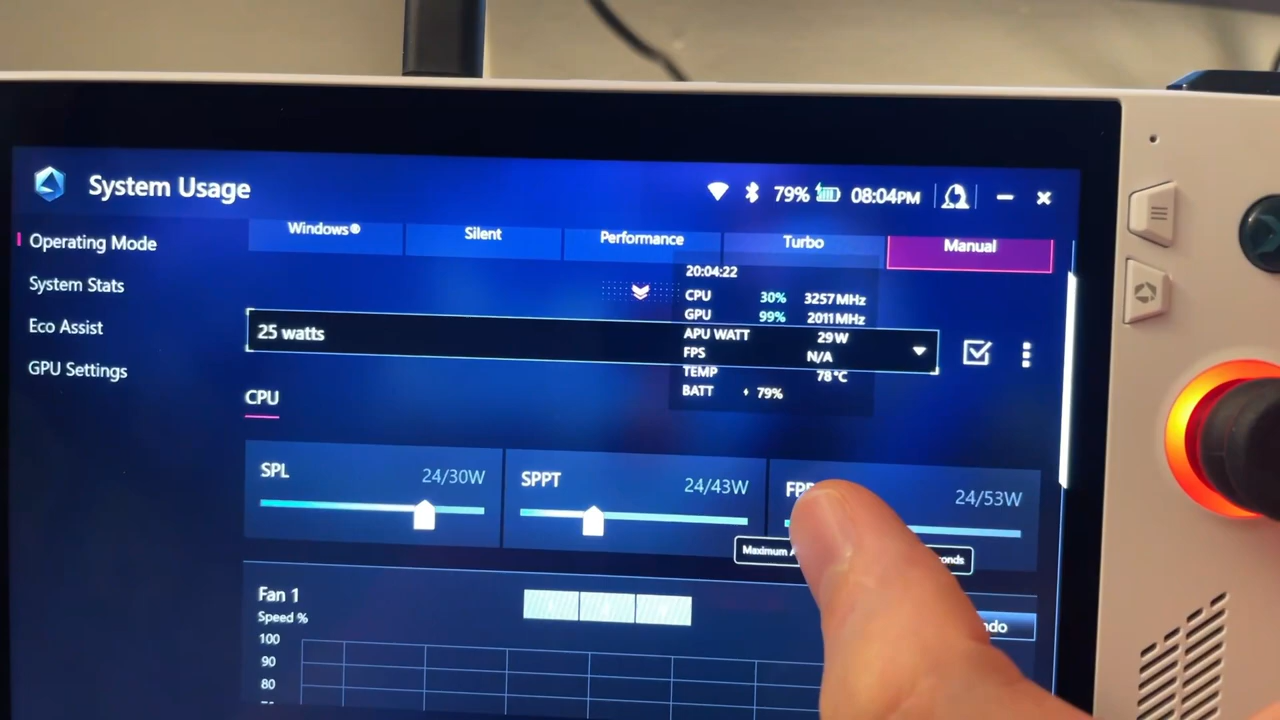 System Usage
79% 08:04PM
Operating Mode
System Stats
Eco Assist
GPU Settings
Windows® Silent Performance Turbo Manual
20:04:22
CPU 30% 3257MHz
GPU 99% 2011MHz
APU WATT 29W
FPS N/A
TEMP 78°C
BATT 79%
25 watts
CPU
SPL 24/30W
SPPT 24/43W
24/53W
Maximum
Fan 1
Speed %
100
90
80